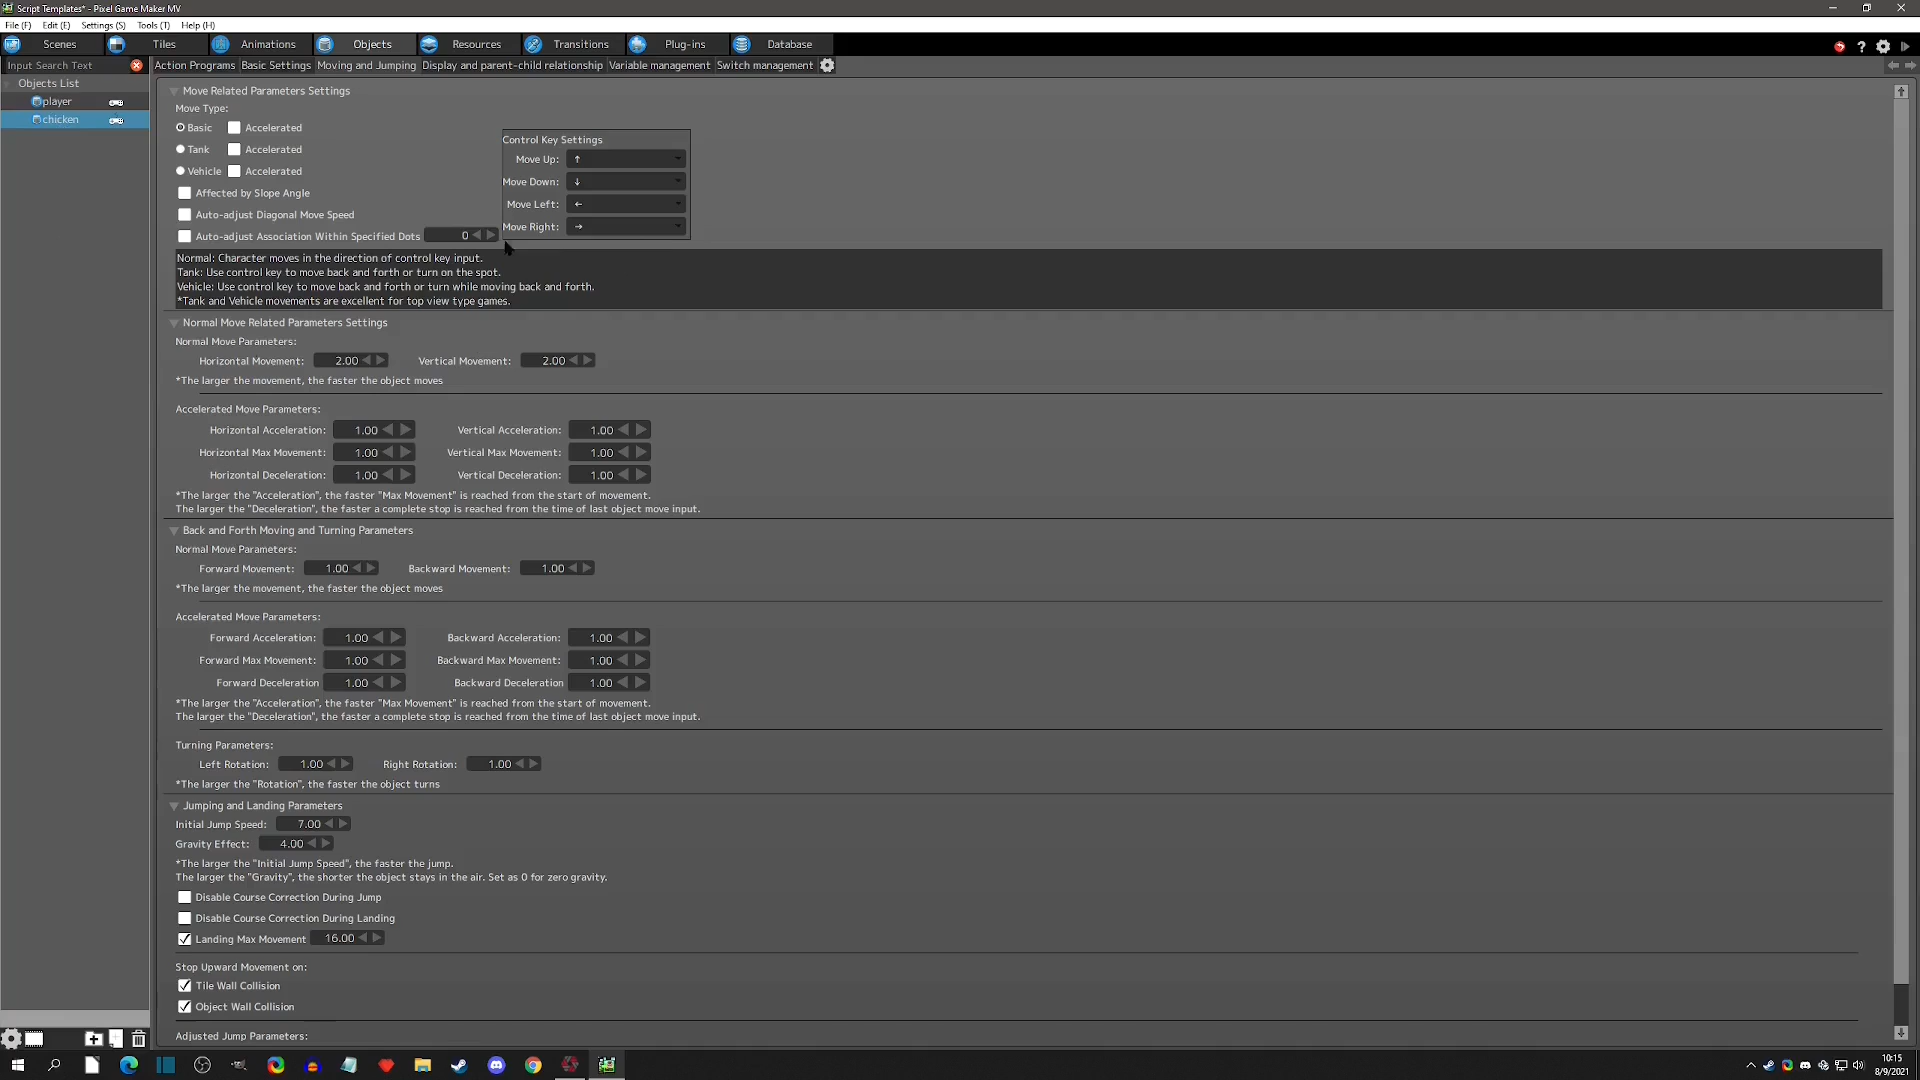 Script Templates* - Pixel Game Maker MV
File (F) Edit (E) Settings (S) Tools (T) Help (H)
Scenes Tiles Animations Objects Resources Transitions Plug-ins Database
Input Search Text Action Programs Basic Settings Moving and Jumping Display and parent-child relationship Variable management Switch management
Objects List
player
chicken
Move Related Parameters Settings
Move Type:
Basic Accelerated
Tank Accelerated
Vehicle Accelerated
Affected by Slope Angle
Auto-adjust Diagonal Move Speed
Auto-adjust Association Within Specified Dots 0
Control Key Settings
Move Up: ↑
Move Down: ↓
Move Left: ←
Move Right: →
Normal: Character moves in the direction of control key input.
Tank: Use control key to move back and forth or turn on the spot.
Vehicle: Use control key to move back and forth or turn while moving back and forth.
*Tank and Vehicle movements are excellent for top view type games.
Normal Move Related Parameters Settings
Normal Move Parameters:
Horizontal Movement: 2.00 Vertical Movement: 2.00
*The larger the movement, the faster the object moves
Accelerated Move Parameters:
Horizontal Acceleration: 1.00 Vertical Acceleration: 1.00
Horizontal Max Movement: 1.00 Vertical Max Movement: 1.00
Horizontal Deceleration: 1.00 Vertical Deceleration: 1.00
*The larger the "Acceleration", the faster "Max Movement" is reached from the start of movement.
The larger the "Deceleration", the faster a complete stop is reached from the time of last object move input.
Back and Forth Moving and Turning Parameters
Normal Move Parameters:
Forward Movement: 1.00 Backward Movement: 1.00
*The larger the movement, the faster the object moves
Accelerated Move Parameters:
Forward Acceleration: 1.00 Backward Acceleration: 1.00
Forward Max Movement: 1.00 Backward Max Movement: 1.00
Forward Deceleration 1.00 Backward Deceleration 1.00
*The larger the "Acceleration", the faster "Max Movement" is reached from the start of movement.
The larger the "Deceleration", the faster a complete stop is reached from the time of last object move input.
Turning Parameters:
Left Rotation: 1.00 Right Rotation: 1.00
*The larger the "Rotation", the faster the object turns
Jumping and Landing Parameters
Initial Jump Speed: 7.00
Gravity Effect: 4.00
*The larger the "Initial Jump Speed", the faster the jump.
The larger the "Gravity", the shorter the object stays in the air. Set as 0 for zero gravity.
Disable Course Correction During Jump
Disable Course Correction During Landing
Landing Max Movement 16.00
Stop Upward Movement on:
Tile Wall Collision
Object Wall Collision
Adjusted Jump Parameters:
10:15
8/9/2021